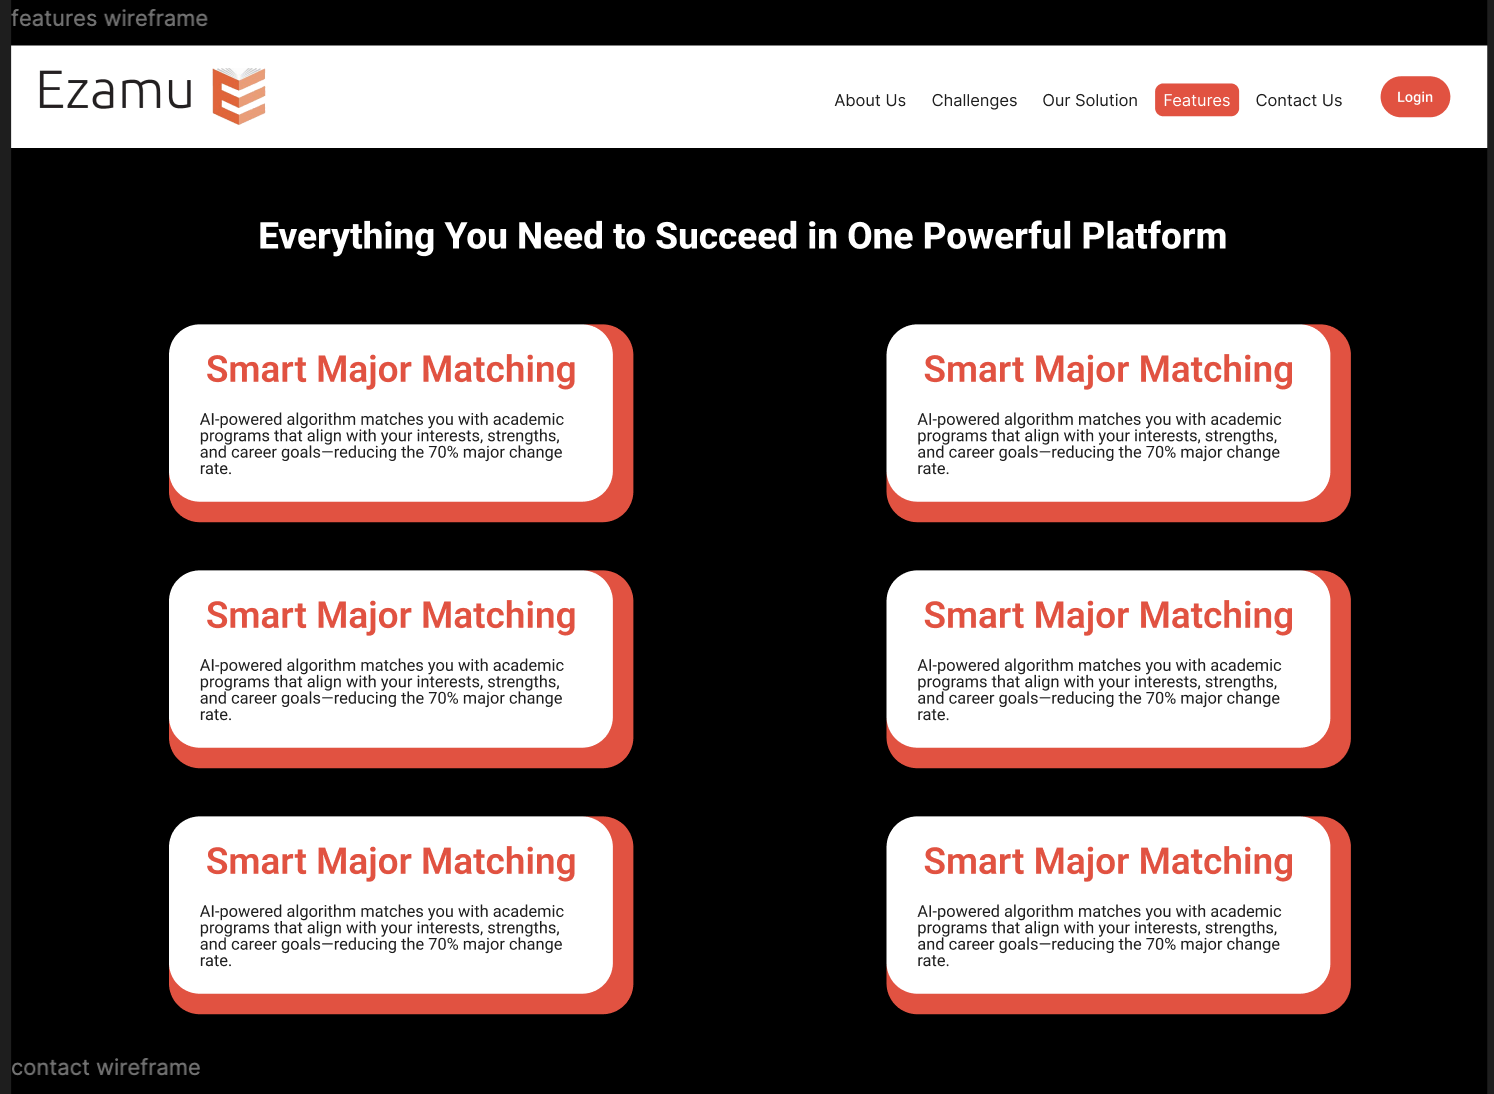 features wireframe
Ezamu
About Us Challenges Our Solution Features Contact Us Login
Everything You Need to Succeed in One Powerful Platform
Smart Major Matching
AI-powered algorithm matches you with academic
programs that align with your interests, strengths,
and career goals—reducing the 70% major change
rate.
Smart Major Matching
AI-powered algorithm matches you with academic
programs that align with your interests, strengths,
and career goals—reducing the 70% major change
rate.
Smart Major Matching
AI-powered algorithm matches you with academic
programs that align with your interests, strengths,
and career goals—reducing the 70% major change
rate.
Smart Major Matching
AI-powered algorithm matches you with academic
programs that align with your interests, strengths,
and career goals—reducing the 70% major change
rate.
Smart Major Matching
AI-powered algorithm matches you with academic
programs that align with your interests, strengths,
and career goals—reducing the 70% major change
rate.
Smart Major Matching
AI-powered algorithm matches you with academic
programs that align with your interests, strengths,
and career goals—reducing the 70% major change
rate.
contact wireframe